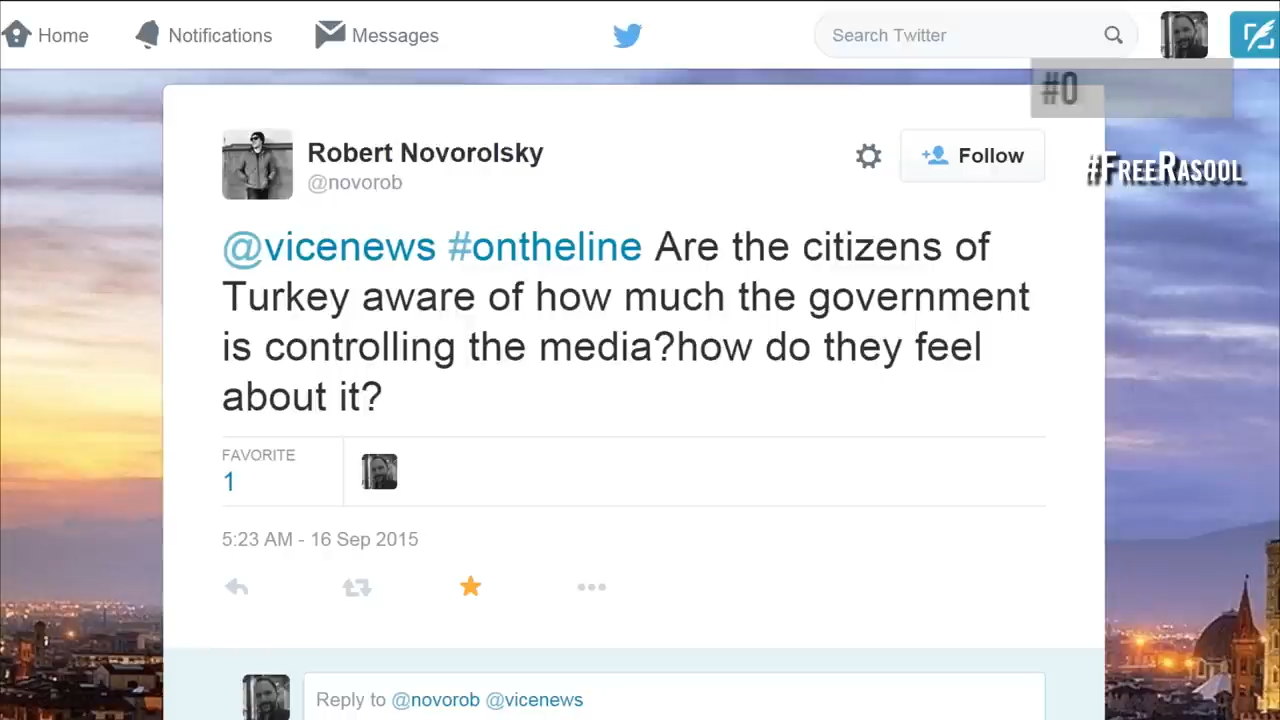 Home Notifications Messages Search Twitter
#0
#FREERASOOL
Robert Novorolsky
@novorob
Follow
@vicenews #ontheline Are the citizens of
Turkey aware of how much the government
is controlling the media?how do they feel
about it?
FAVORITE
1
5:23 AM - 16 Sep 2015
Reply to @novorob @vicenews